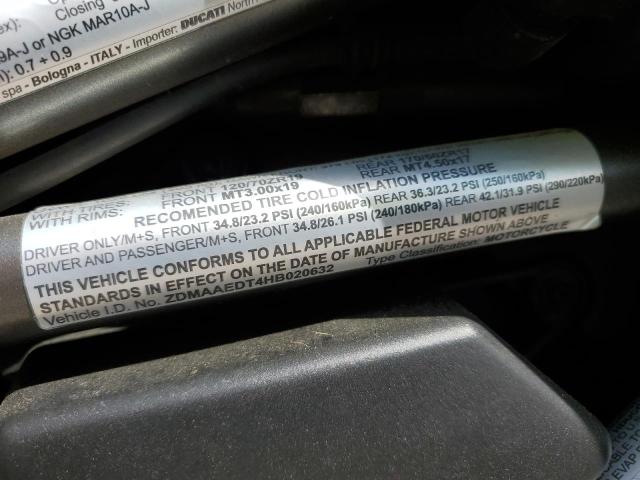 Closing
9A-J or NGK MAR10A-J
: 0.7 ÷ 0.9
spa - Bologna - ITALY - Importer: DUCATI North
WITH TIRES: FRONT 120/70ZR19 REAR 170/60ZR17
WITH RIMS: FRONT MT3.00x19 REAR MT4.50x17
RECOMENDED TIRE COLD INFLATION PRESSURE
DRIVER ONLY/M+S, FRONT 34.8/23.2 PSI (240/160kPa) REAR 36.3/23.2 PSI (250/160kPa)
DRIVER AND PASSENGER/M+S, FRONT 34.8/26.1 PSI (240/180kPa) REAR 42.1/31.9 PSI (290/220kPa)
THIS VEHICLE CONFORMS TO ALL APPLICABLE FEDERAL MOTOR VEHICLE
STANDARDS IN EFFECT ON THE DATE OF MANUFACTURE SHOWN ABOVE
Vehicle I.D. No. ZDMAAEDT4HB020632 Type Classification: MOTORCYCLE
EVAP